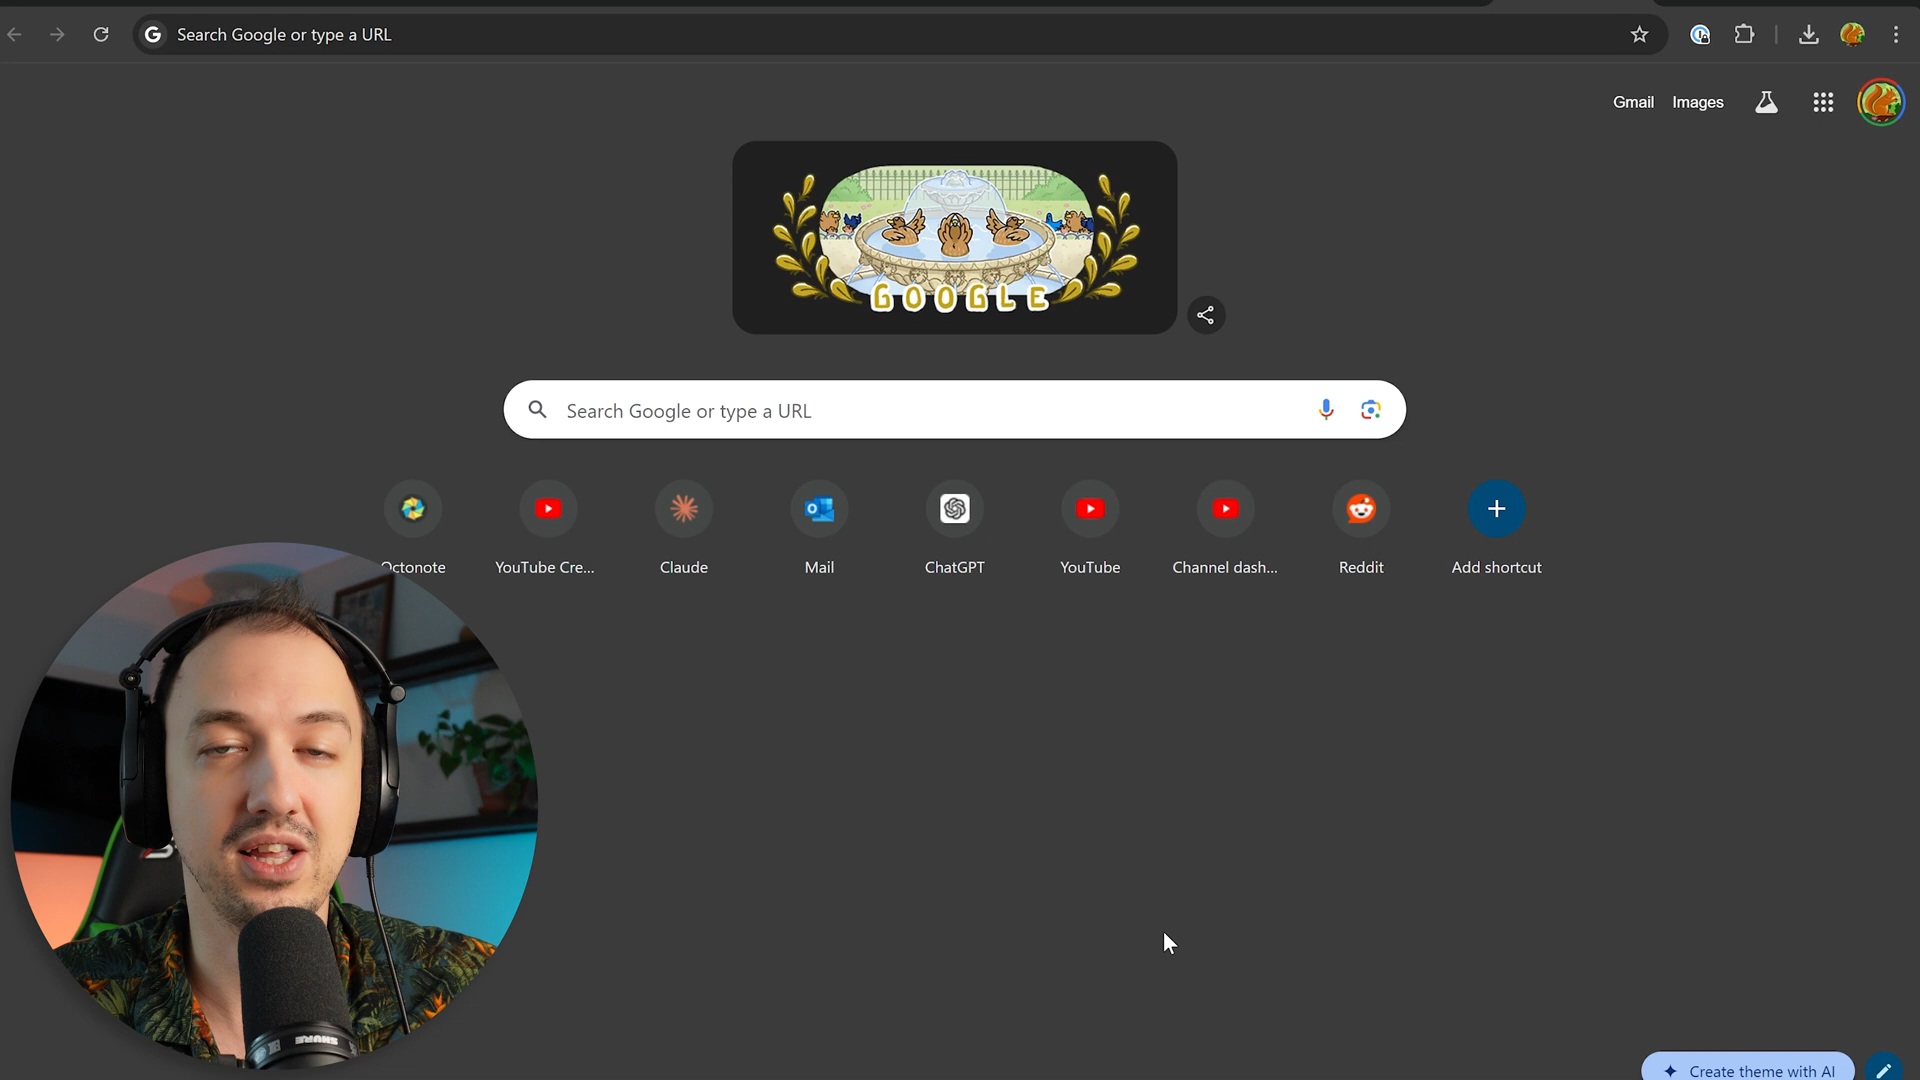 Search Google or type a URL
Gmail Images
GOOGLE
Search Google or type a URL
Octonote YouTube Cre... Claude Mail ChatGPT YouTube Channel dash... Reddit Add shortcut
SHURE
Create theme with AI